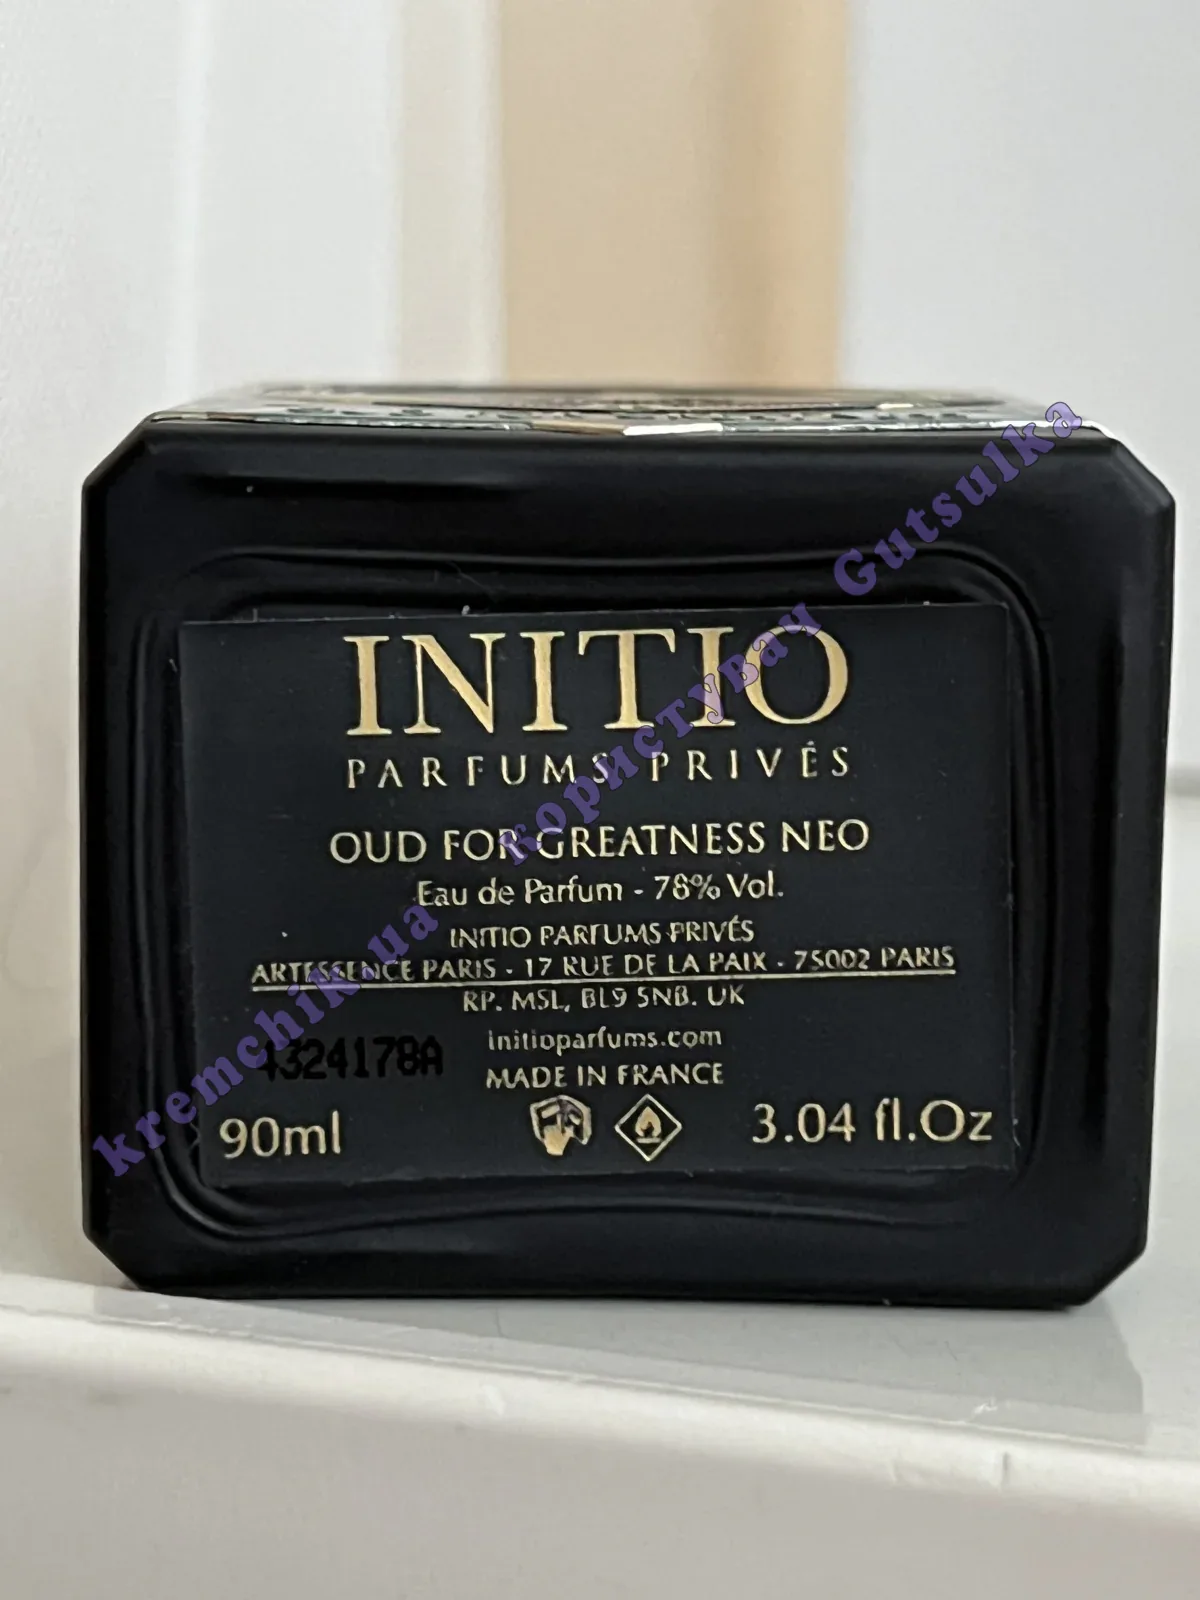 INITIO
PARFUMS PRIVÉS
OUD FOR GREATNESS NEO
Eau de Parfum - 78% Vol.
INITIO PARFUMS PRIVÉS
ARTESSENCE PARIS - 17 RUE DE LA PAIX - 75002 PARIS
RP. MSL, BL9 5NB. UK
initioparfums.com
4324178A
MADE IN FRANCE
90ml
3.04 fl.Oz
kremchik.ua користувач Gutsulka